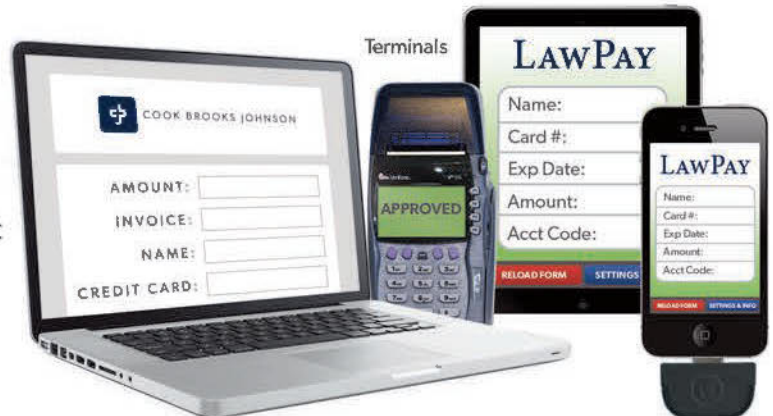 Terminals
COOK BROOKS JOHNSON
AMOUNT:
INVOICE:
NAME:
CREDIT CARD:
APPROVED
LAWPAY
Name:
Card #:
Exp Date:
Amount:
Acct Code:
RELOAD FORM SETTINGS
LAWPAY
Name:
Card #:
Exp Date:
Amount:
Acct Code:
RELOAD FORM SETTINGS & INFO